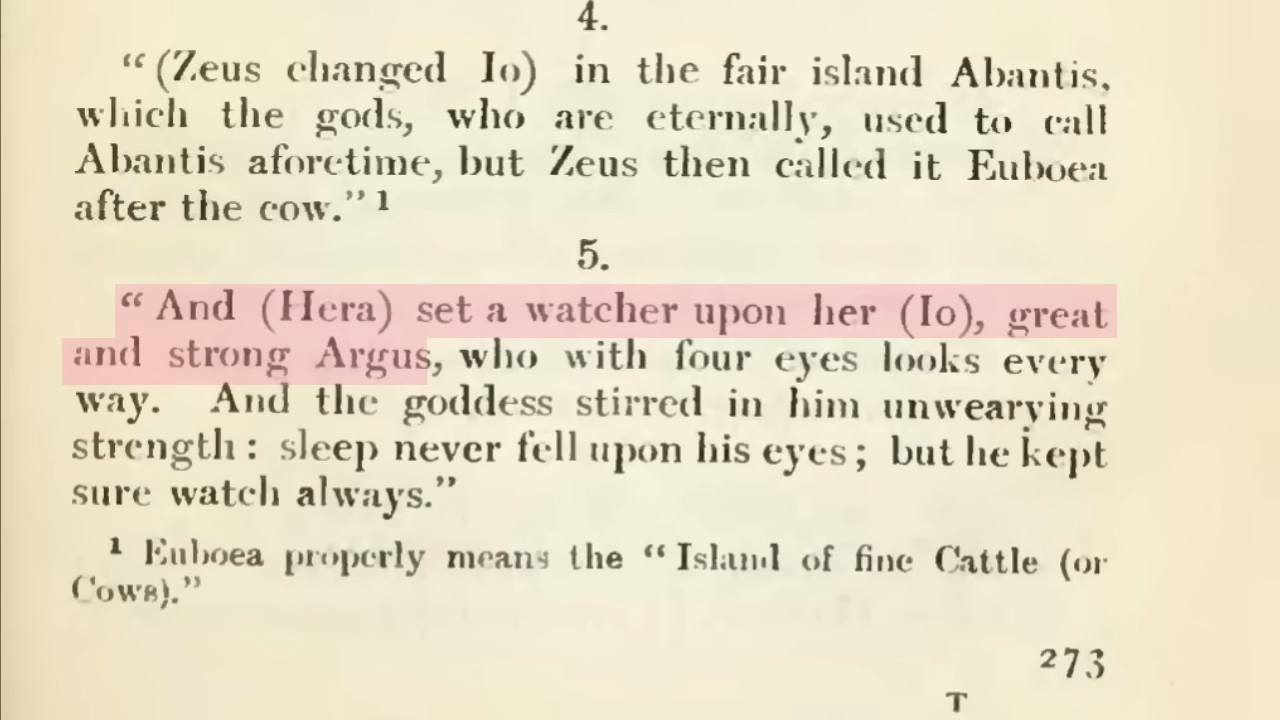 4.
“(Zeus changed Io) in the fair island Abantis,
which the gods, who are eternally, used to call
Abantis aforetime, but Zeus then called it Euboea
after the cow.” 1
5.
“ And (Hera) set a watcher upon her (Io), great
and strong Argus, who with four eyes looks every
way. And the goddess stirred in him unwearying
strength : sleep never fell upon his eyes ; but he kept
sure watch always.”
1 Euboea properly means the “ Island of fine Cattle (or
Cows).”
273
T